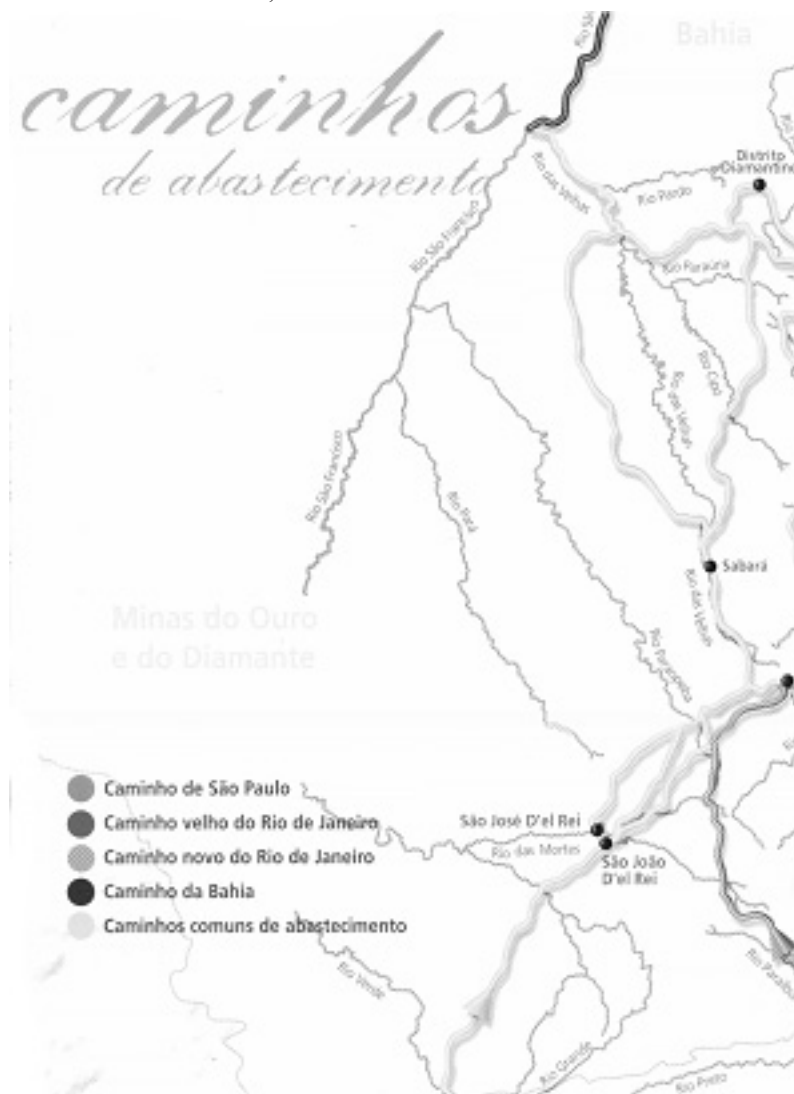 Bahia
caminhos
de abastecimento
Rio São
Distrito
Diamantino
Rio das Velhas
Rio Pardo
Rio São Francisco
Rio Paraúna
Rio Cipó
Rio das Velhas
Rio São Francisco
Rio Pará
Sabará
Rio das Velhas
Minas do Ouro
e do Diamante
Rio Paraopeba
Caminho de São Paulo
Caminho velho do Rio de Janeiro
Caminho novo do Rio de Janeiro
Caminho da Bahia
Caminhos comuns de abastecimento
São José D'el Rei
Rio das Mortes
São João
D'el Rei
Rio Verde
Rio Paraíbu
Rio Grande
Rio Preto